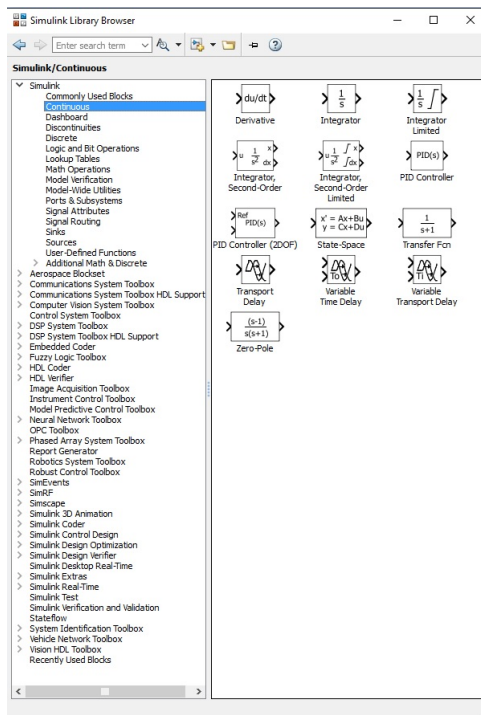 Simulink Library Browser
Enter search term
Simulink/Continuous
Simulink
Commonly Used Blocks
Continuous
Dashboard
Discontinuities
Discrete
Logic and Bit Operations
Lookup Tables
Math Operations
Model Verification
Model-Wide Utilities
Ports & Subsystems
Signal Attributes
Signal Routing
Sinks
Sources
User-Defined Functions
Additional Math & Discrete
Aerospace Blockset
Communications System Toolbox
Communications System Toolbox HDL Support
Computer Vision System Toolbox
Control System Toolbox
DSP System Toolbox
DSP System Toolbox HDL Support
Embedded Coder
Fuzzy Logic Toolbox
HDL Coder
HDL Verifier
Image Acquisition Toolbox
Instrument Control Toolbox
Model Predictive Control Toolbox
Neural Network Toolbox
OPC Toolbox
Phased Array System Toolbox
Report Generator
Robotics System Toolbox
Robust Control Toolbox
SimEvents
SimRF
Simscape
Simulink 3D Animation
Simulink Coder
Simulink Control Design
Simulink Design Optimization
Simulink Design Verifier
Simulink Desktop Real-Time
Simulink Extras
Simulink Real-Time
Simulink Test
Simulink Verification and Validation
Stateflow
System Identification Toolbox
Vehicle Network Toolbox
Vision HDL Toolbox
Recently Used Blocks
du/dt
Derivative
1
s
Integrator
1
s
Integrator
Limited
u 1 x
s² dx
Integrator,
Second-Order
u 1 x
s² dx
Integrator,
Second-Order
Limited
PID(s)
PID Controller
Ref
PID(s)
PID Controller (2DOF)
x' = Ax+Bu
y = Cx+Du
State-Space
1
s+1
Transfer Fcn
Transport
Delay
To
Variable
Time Delay
Ti
Variable
Transport Delay
(s-1)
s(s+1)
Zero-Pole